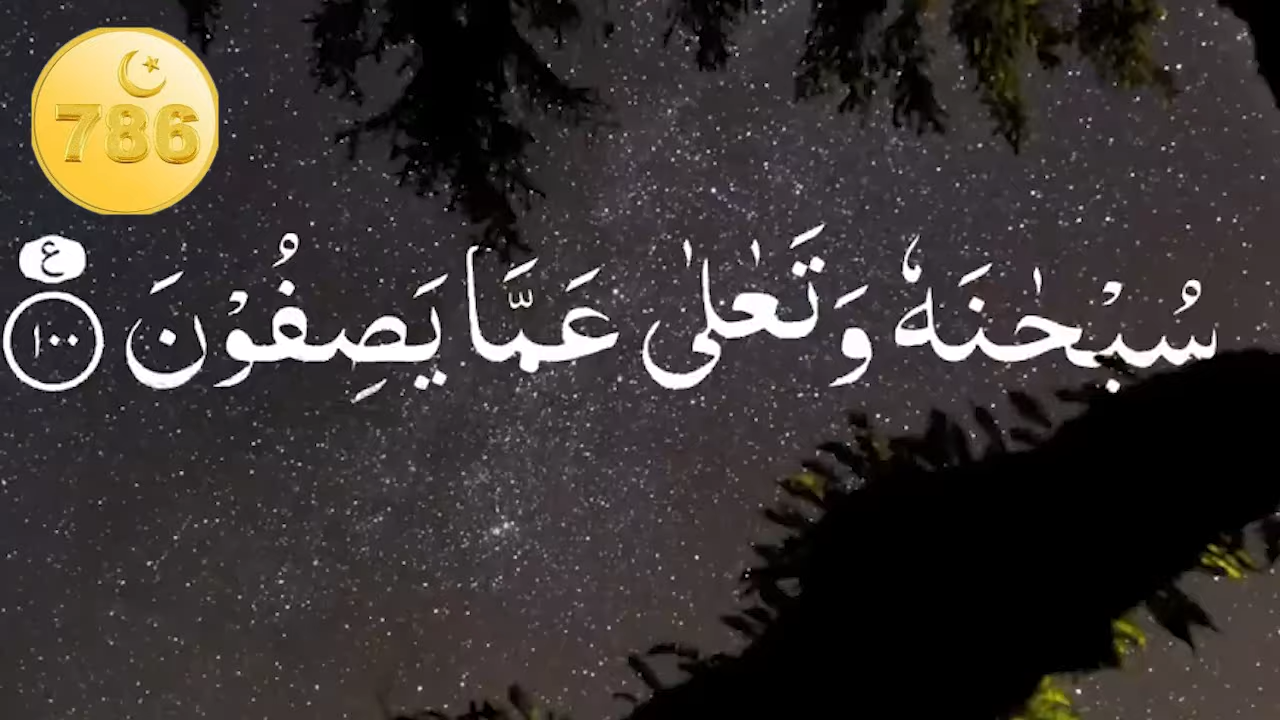 786
ع
سُبْحٰنَهٗ وَتَعٰلٰى عَمَّا يَصِفُوْنَ ١٠٠